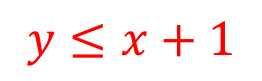 y ≤ x + 1